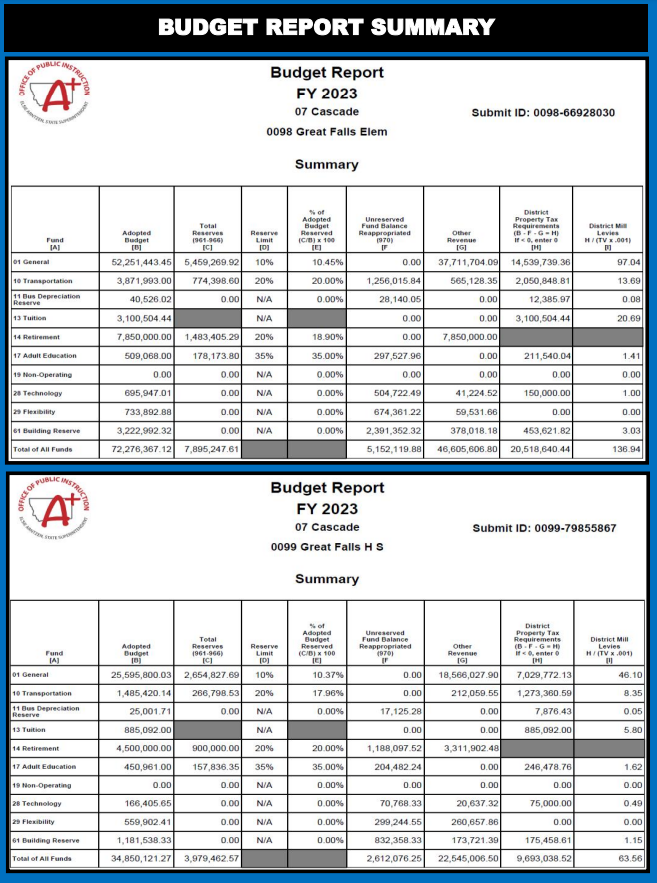 BUDGET REPORT SUMMARY
OFFICE OF PUBLIC INSTRUCTION
A+
ELSIE ARNTZEN, STATE SUPERINTENDENT
Budget Report
FY 2023
07 Cascade
Submit ID: 0098-66928030
0098 Great Falls Elem
Summary
Fund [A] Adopted Budget [B] Total Reserves (961-966) [C] Reserve Limit [D] % of Adopted Budget Reserved (C/B) x 100 [E] Unreserved Fund Balance Reappropriated (970) [F Other Revenue [G] District Property Tax Requirements (B - F - G = H) If < 0, enter 0 [H] District Mill Levies H / (TV x .001) [I]
01 General 52,251,443.45 5,459,269.92 10% 10.45% 0.00 37,711,704.09 14,539,739.36 97.04
10 Transportation 3,871,993.00 774,398.60 20% 20.00% 1,256,015.84 565,128.35 2,050,848.81 13.69
11 Bus Depreciation Reserve 40,526.02 0.00 N/A 0.00% 28,140.05 0.00 12,385.97 0.08
13 Tuition 3,100,504.44 N/A 0.00 0.00 3,100,504.44 20.69
14 Retirement 7,850,000.00 1,483,405.29 20% 18.90% 0.00 7,850,000.00
17 Adult Education 509,068.00 178,173.80 35% 35.00% 297,527.96 0.00 211,540.04 1.41
19 Non-Operating 0.00 0.00 N/A 0.00% 0.00 0.00 0.00 0.00
28 Technology 695,947.01 0.00 N/A 0.00% 504,722.49 41,224.52 150,000.00 1.00
29 Flexibility 733,892.88 0.00 N/A 0.00% 674,361.22 59,531.66 0.00 0.00
61 Building Reserve 3,222,992.32 0.00 N/A 0.00% 2,391,352.32 378,018.18 453,621.82 3.03
Total of All Funds 72,276,367.12 7,895,247.61 5,152,119.88 46,605,606.80 20,518,640.44 136.94
OFFICE OF PUBLIC INSTRUCTION
A+
ELSIE ARNTZEN, STATE SUPERINTENDENT
Budget Report
FY 2023
07 Cascade
Submit ID: 0099-79855867
0099 Great Falls H S
Summary
Fund [A] Adopted Budget [B] Total Reserves (961-966) [C] Reserve Limit [D] % of Adopted Budget Reserved (C/B) x 100 [E] Unreserved Fund Balance Reappropriated (970) [F Other Revenue [G] District Property Tax Requirements (B - F - G = H) If < 0, enter 0 [H] District Mill Levies H / (TV x .001) [I]
01 General 25,595,800.03 2,654,827.69 10% 10.37% 0.00 18,566,027.90 7,029,772.13 46.10
10 Transportation 1,485,420.14 266,798.53 20% 17.96% 0.00 212,059.55 1,273,360.59 8.35
11 Bus Depreciation Reserve 25,001.71 0.00 N/A 0.00% 17,125.28 0.00 7,876.43 0.05
13 Tuition 885,092.00 N/A 0.00 0.00 885,092.00 5.80
14 Retirement 4,500,000.00 900,000.00 20% 20.00% 1,188,097.52 3,311,902.48
17 Adult Education 450,961.00 157,836.35 35% 35.00% 204,482.24 0.00 246,478.76 1.62
19 Non-Operating 0.00 0.00 N/A 0.00% 0.00 0.00 0.00 0.00
28 Technology 166,405.65 0.00 N/A 0.00% 70,768.33 20,637.32 75,000.00 0.49
29 Flexibility 559,902.41 0.00 N/A 0.00% 299,244.55 260,657.86 0.00 0.00
61 Building Reserve 1,181,538.33 0.00 N/A 0.00% 832,358.33 173,721.39 175,458.61 1.15
Total of All Funds 34,850,121.27 3,979,462.57 2,612,076.25 22,545,006.50 9,693,038.52 63.56